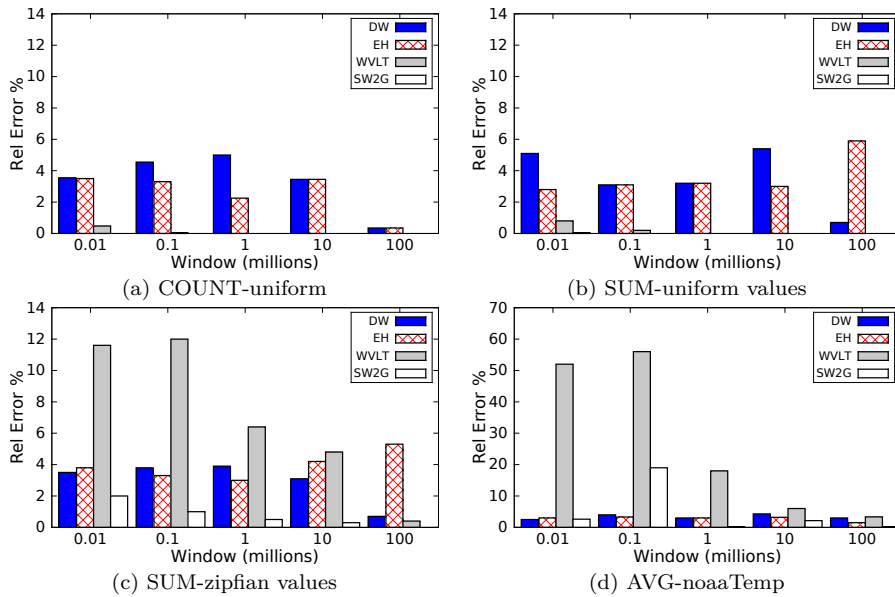 14
12
10
8
6
4
2
0
Rel Error %
DW
EH
WVLT
SW2G
0.01 0.1 1 10 100
Window (millions)
(a) COUNT-uniform
14
12
10
8
6
4
2
0
Rel Error %
DW
EH
WVLT
SW2G
0.01 0.1 1 10 100
Window (millions)
(b) SUM-uniform values
14
12
10
8
6
4
2
0
Rel Error %
DW
EH
WVLT
SW2G
0.01 0.1 1 10 100
Window (millions)
(c) SUM-zipfian values
70
60
50
40
30
20
10
0
Rel Error %
DW
EH
WVLT
SW2G
0.01 0.1 1 10 100
Window (millions)
(d) AVG-noaaTemp